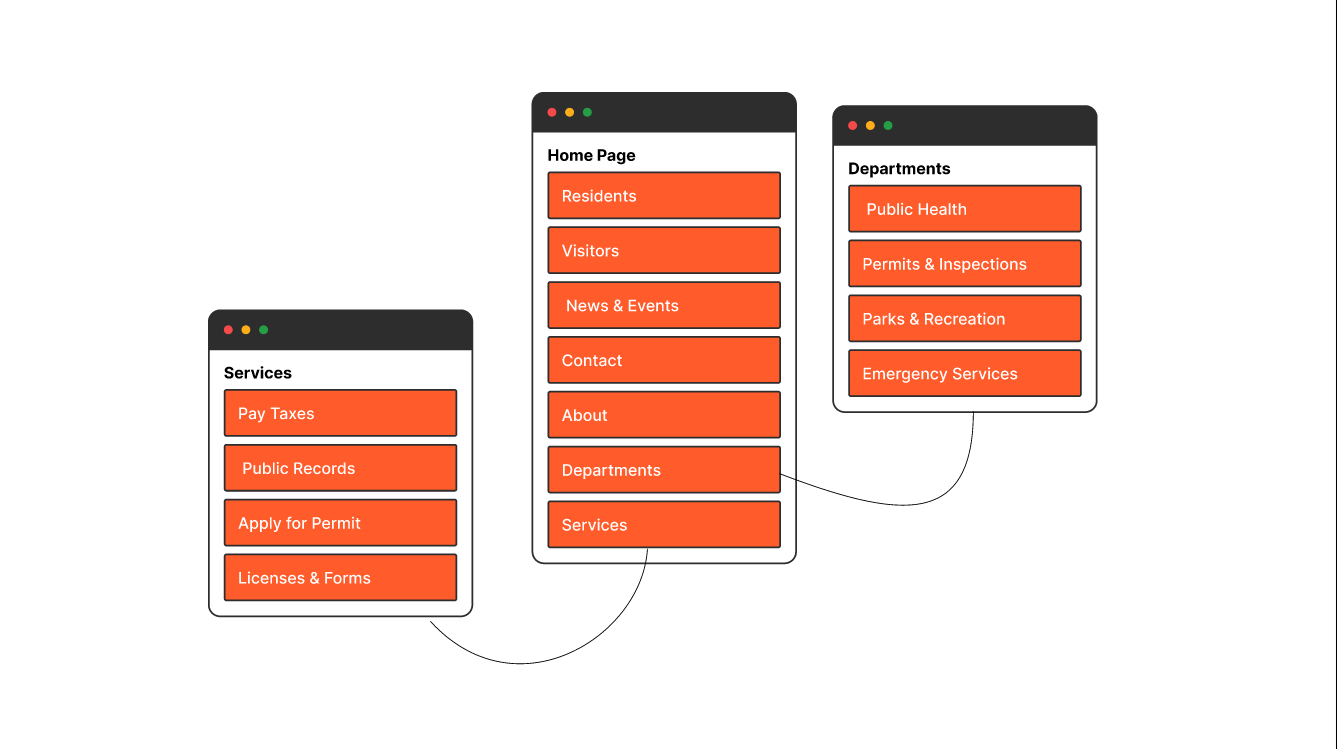 Home Page
Residents
Visitors
News & Events
Contact
About
Departments
Services
Departments
Public Health
Permits & Inspections
Parks & Recreation
Emergency Services
Services
Pay Taxes
Public Records
Apply for Permit
Licenses & Forms